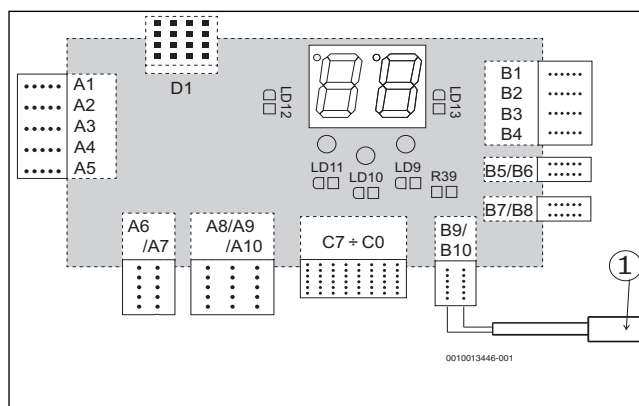 D1
A1
A2
A3
A4
A5
LD12
LD13
B1
B2
B3
B4
LD11
LD10
LD9
R39
B5/B6
B7/B8
A6
/A7
A8/A9
/A10
C7 ÷ C0
B9/
B10
1
0010013446-001